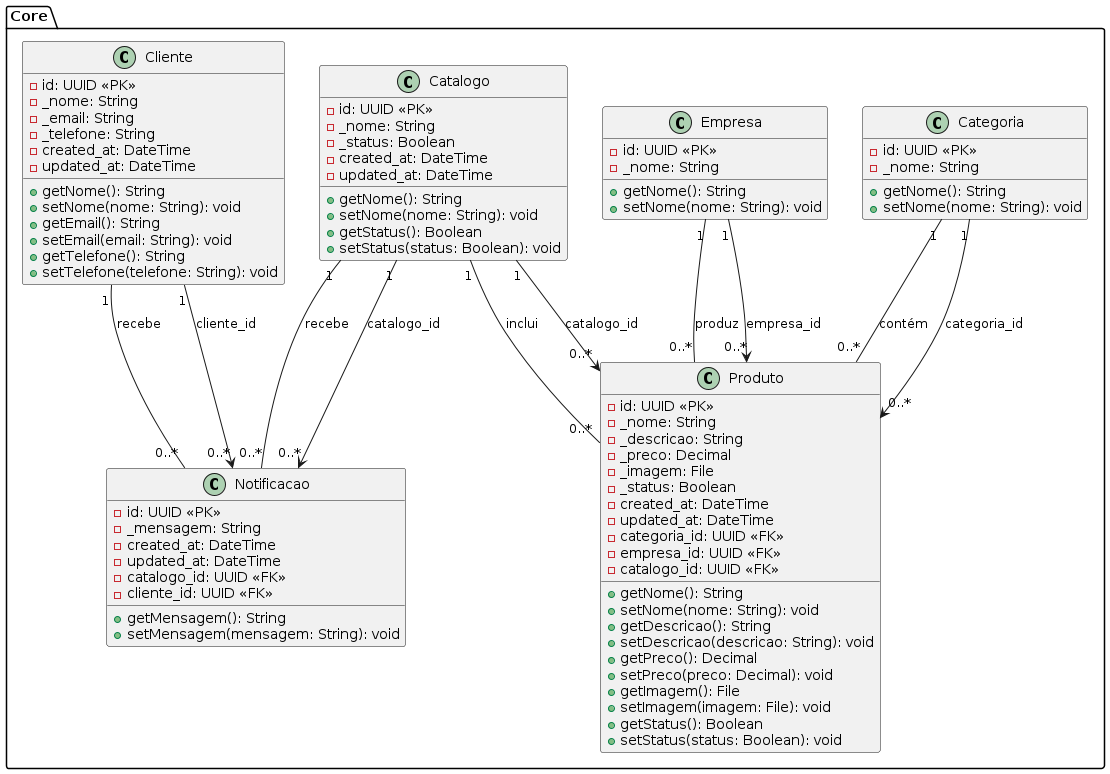 Core
C Cliente
id: UUID «PK»
_nome: String
_email: String
_telefone: String
created_at: DateTime
updated_at: DateTime
getNome(): String
setNome(nome: String): void
getEmail(): String
setEmail(email: String): void
getTelefone(): String
setTelefone(telefone: String): void
C Catalogo
id: UUID «PK»
_nome: String
_status: Boolean
created_at: DateTime
updated_at: DateTime
getNome(): String
setNome(nome: String): void
getStatus(): Boolean
setStatus(status: Boolean): void
C Empresa
id: UUID «PK»
_nome: String
getNome(): String
setNome(nome: String): void
C Categoria
id: UUID «PK»
_nome: String
getNome(): String
setNome(nome: String): void
1
1
1
1
1
1
1
1
1
1
recebe
cliente_id
recebe
catalogo_id
inclui
catalogo_id
produz
empresa_id
contém
categoria_id
0..*
0..*
0..*
0..*
0..*
0..*
0..*
0..*
0..*
0..*
C Notificacao
id: UUID «PK»
_mensagem: String
created_at: DateTime
updated_at: DateTime
catalogo_id: UUID «FK»
cliente_id: UUID «FK»
getMensagem(): String
setMensagem(mensagem: String): void
C Produto
id: UUID «PK»
_nome: String
_descricao: String
_preco: Decimal
_imagem: File
_status: Boolean
created_at: DateTime
updated_at: DateTime
categoria_id: UUID «FK»
empresa_id: UUID «FK»
catalogo_id: UUID «FK»
getNome(): String
setNome(nome: String): void
getDescricao(): String
setDescricao(descricao: String): void
getPreco(): Decimal
setPreco(preco: Decimal): void
getImagem(): File
setImagem(imagem: File): void
getStatus(): Boolean
setStatus(status: Boolean): void